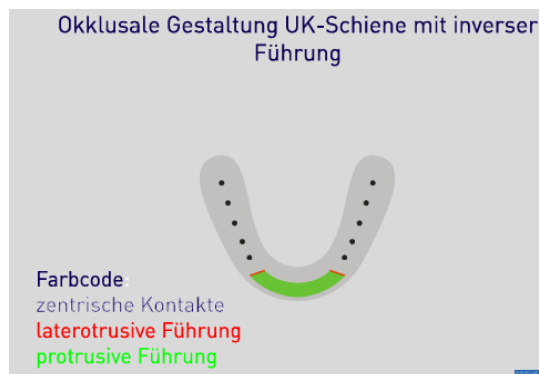 Okklusale Gestaltung UK-Schiene mit inverser
Führung
Farbcode:
zentrische Kontakte
laterotrusive Führung
protrusive Führung